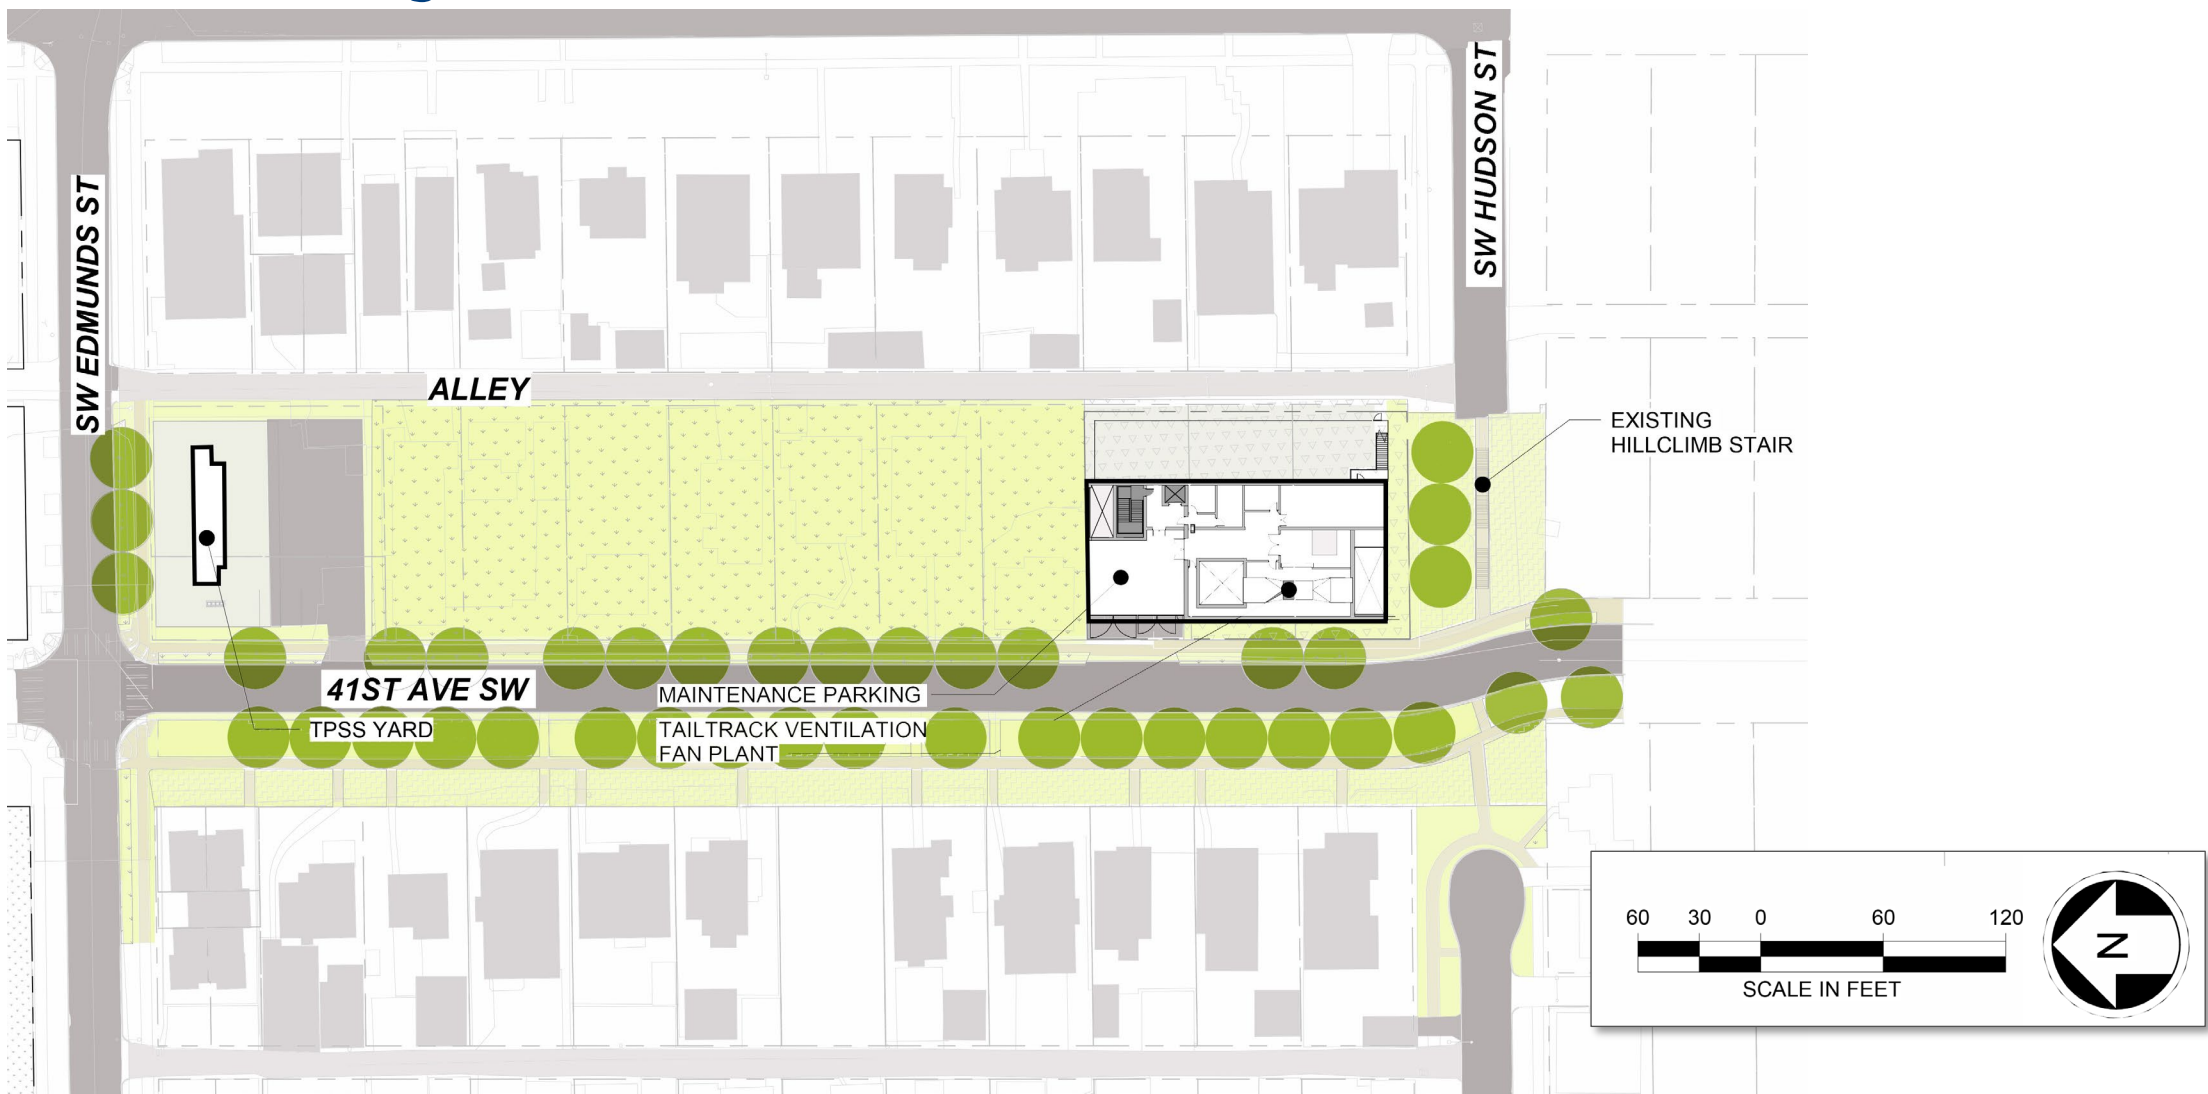 SW EDMUNDS ST
SW HUDSON ST
ALLEY
EXISTING
HILLCLIMB STAIR
41ST AVE SW
MAINTENANCE PARKING
TPSS YARD
TAILTRACK VENTILATION
FAN PLANT
60 30 0 60 120
SCALE IN FEET
N